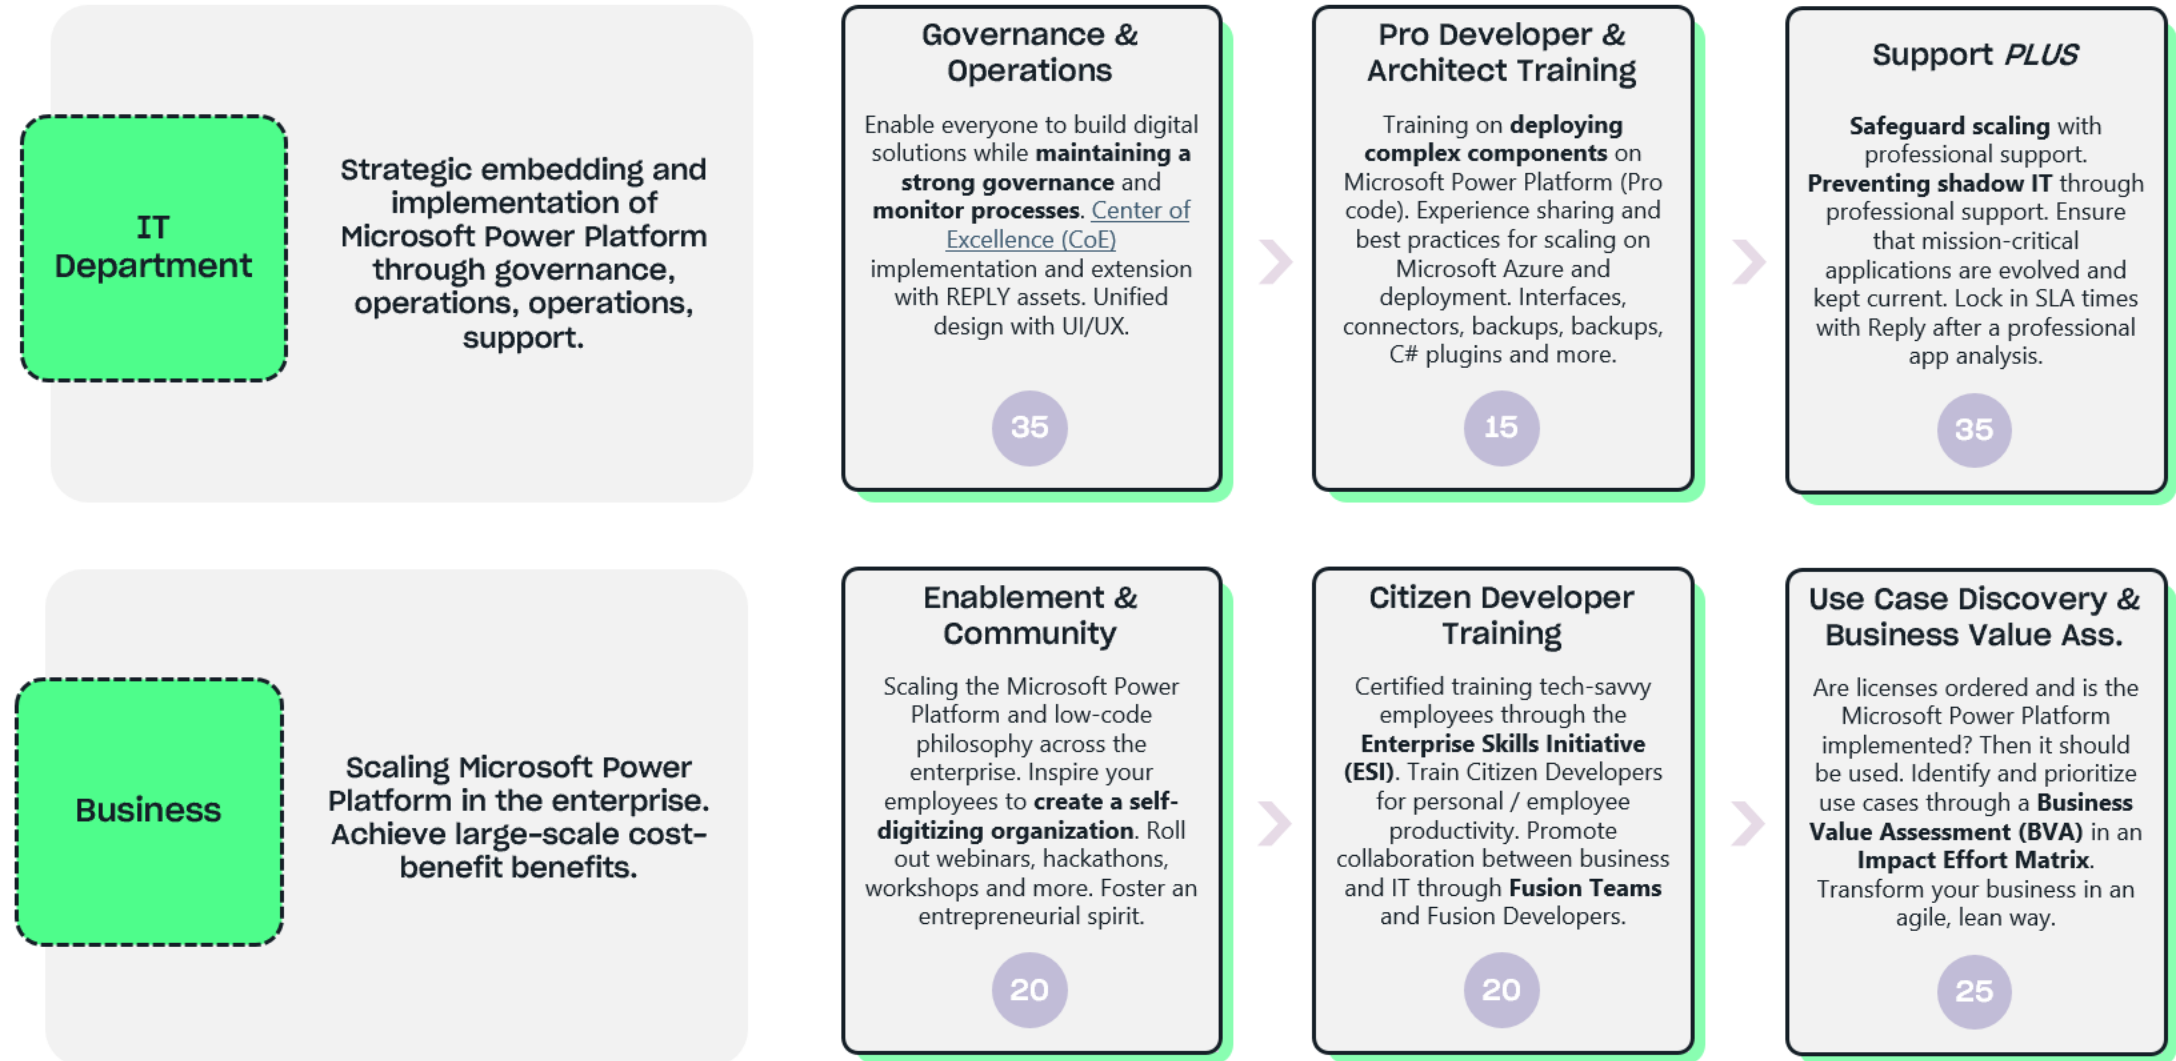 IT
Department
Strategic embedding and
implementation of
Microsoft Power Platform
through governance,
operations, operations,
support.
Governance &
Operations
Enable everyone to build digital
solutions while maintaining a
strong governance and
monitor processes. Center of
Excellence (CoE)
implementation and extension
with REPLY assets. Unified
design with UI/UX.
35
Pro Developer &
Architect Training
Training on deploying
complex components on
Microsoft Power Platform (Pro
code). Experience sharing and
best practices for scaling on
Microsoft Azure and
deployment. Interfaces,
connectors, backups, backups,
C# plugins and more.
15
Support PLUS
Safeguard scaling with
professional support.
Preventing shadow IT through
professional support. Ensure
that mission-critical
applications are evolved and
kept current. Lock in SLA times
with Reply after a professional
app analysis.
35
Business
Scaling Microsoft Power
Platform in the enterprise.
Achieve large-scale cost-
benefit benefits.
Enablement &
Community
Scaling the Microsoft Power
Platform and low-code
philosophy across the
enterprise. Inspire your
employees to create a self-
digitizing organization. Roll
out webinars, hackathons,
workshops and more. Foster an
entrepreneurial spirit.
20
Citizen Developer
Training
Certified training tech-savvy
employees through the
Enterprise Skills Initiative
(ESI). Train Citizen Developers
for personal / employee
productivity. Promote
collaboration between business
and IT through Fusion Teams
and Fusion Developers.
20
Use Case Discovery &
Business Value Ass.
Are licenses ordered and is the
Microsoft Power Platform
implemented? Then it should
be used. Identify and prioritize
use cases through a Business
Value Assessment (BVA) in an
Impact Effort Matrix.
Transform your business in an
agile, lean way.
25